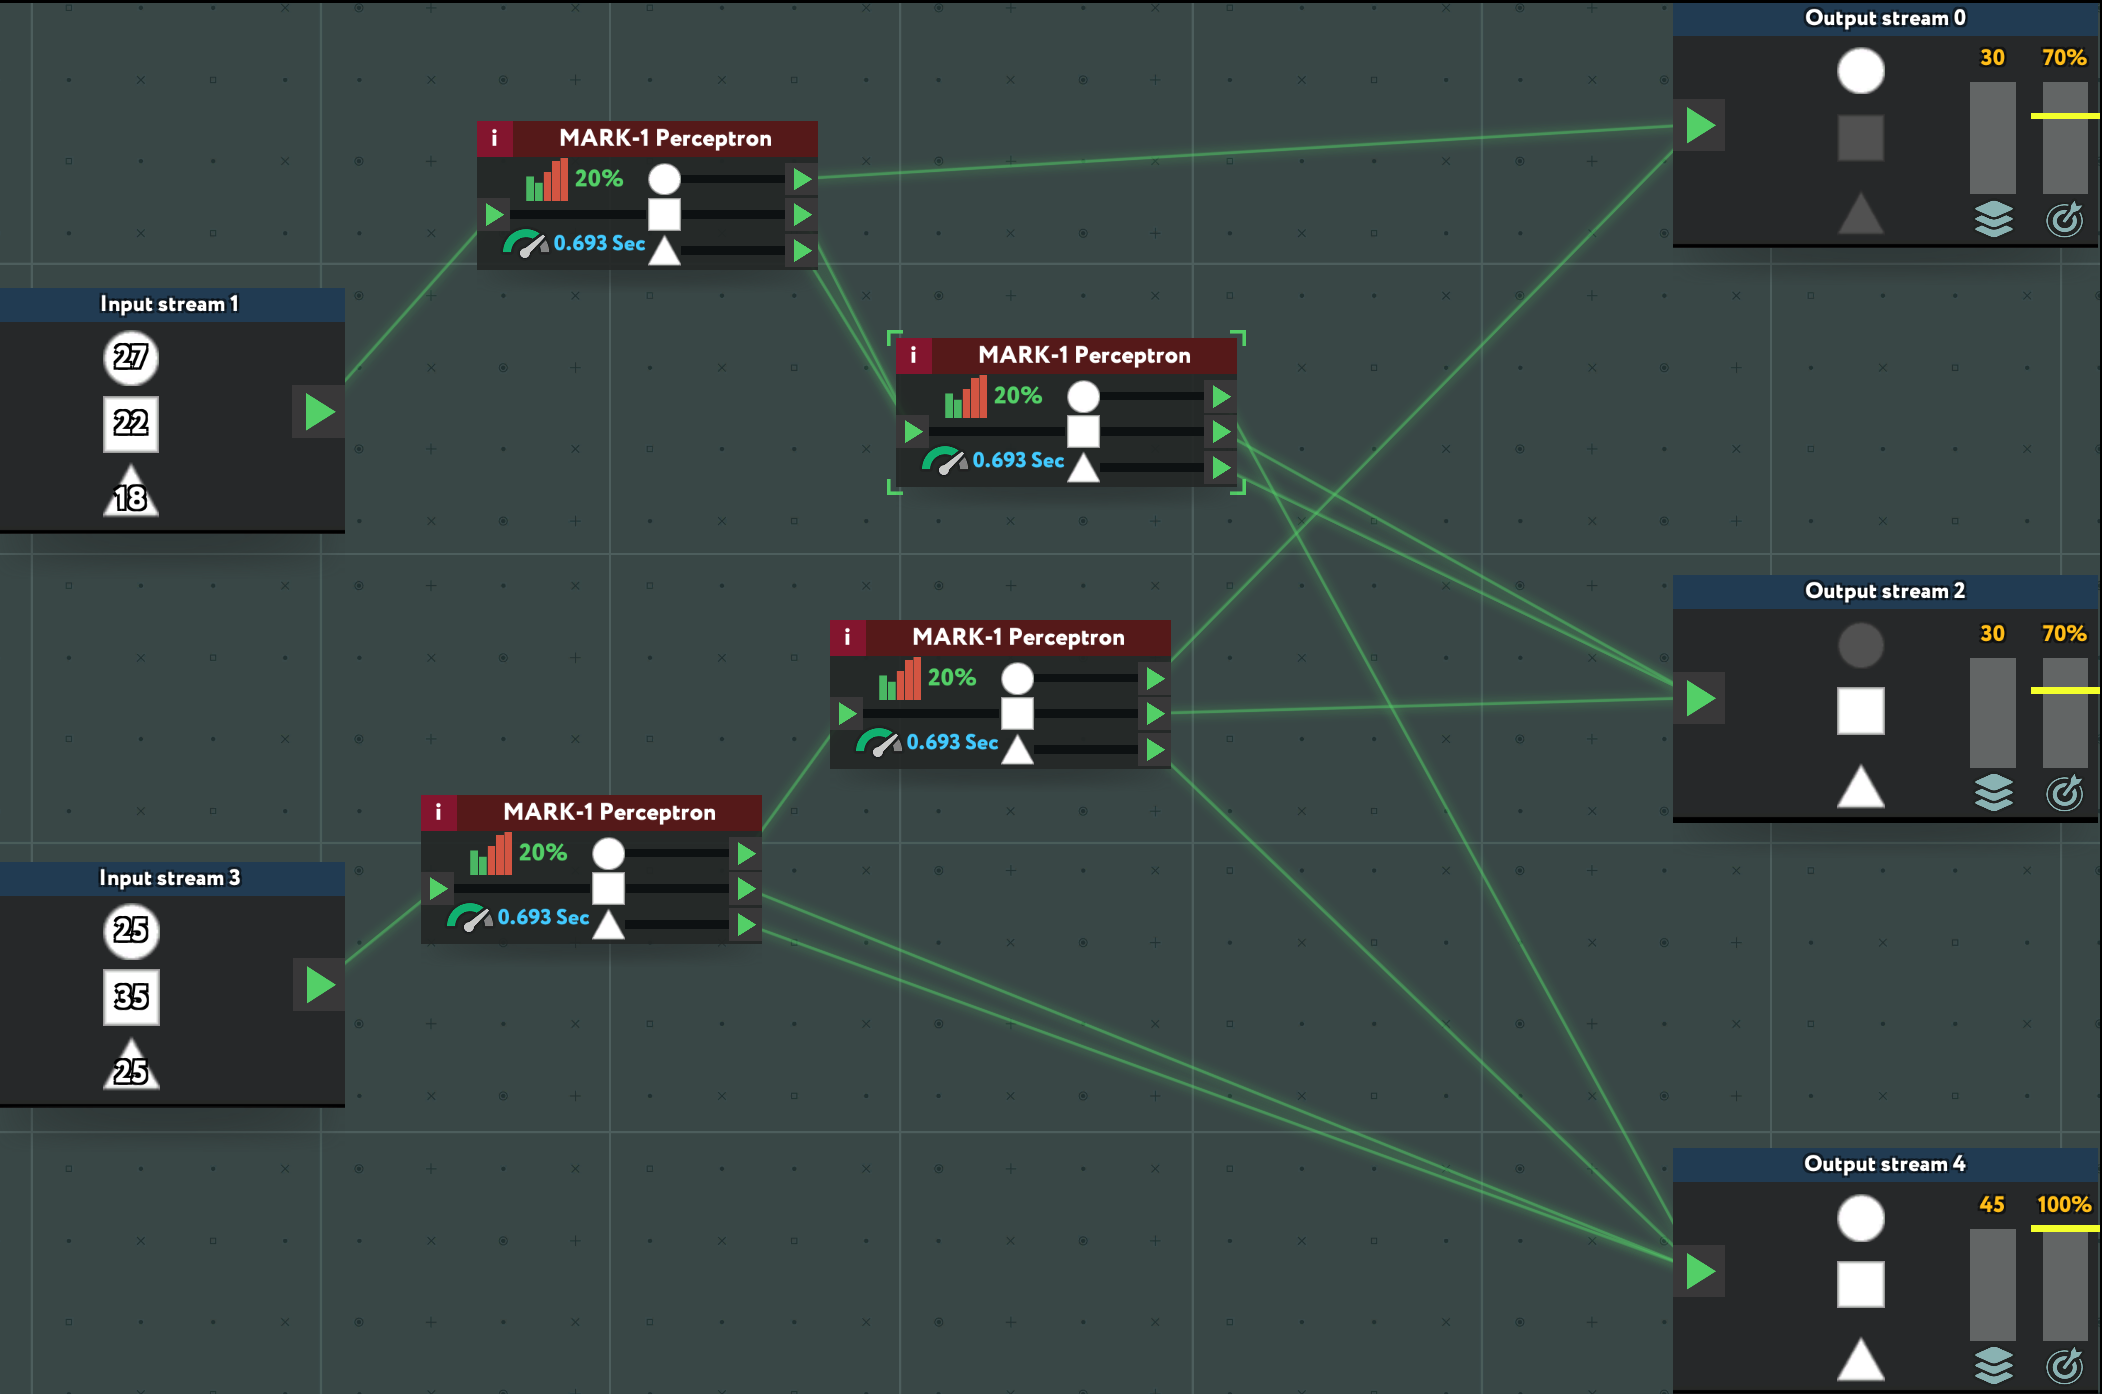 Output stream 0
30 70%
i MARK-1 Perceptron
20%
0.693 Sec
Input stream 1
27
22
18
i MARK-1 Perceptron
20%
0.693 Sec
Output stream 2
30 70%
i MARK-1 Perceptron
20%
0.693 Sec
i MARK-1 Perceptron
20%
0.693 Sec
Input stream 3
25
35
25
Output stream 4
45 100%